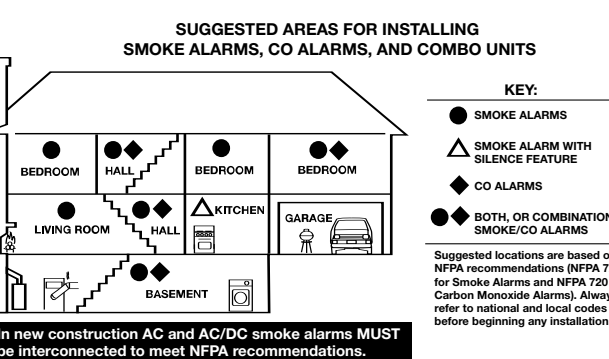 SUGGESTED AREAS FOR INSTALLING
SMOKE ALARMS, CO ALARMS, AND COMBO UNITS
BEDROOM
HALL
BEDROOM
BEDROOM
LIVING ROOM
HALL
KITCHEN
GARAGE
BASEMENT
In new construction AC and AC/DC smoke alarms MUST
be interconnected to meet NFPA recommendations.
KEY:
SMOKE ALARMS
SMOKE ALARM WITH
SILENCE FEATURE
CO ALARMS
BOTH, OR COMBINATION
SMOKE/CO ALARMS
Suggested locations are based
NFPA recommendations (NFPA
for Smoke Alarms and NFPA 720
Carbon Monoxide Alarms).
refer to national and local codes
before beginning any installation